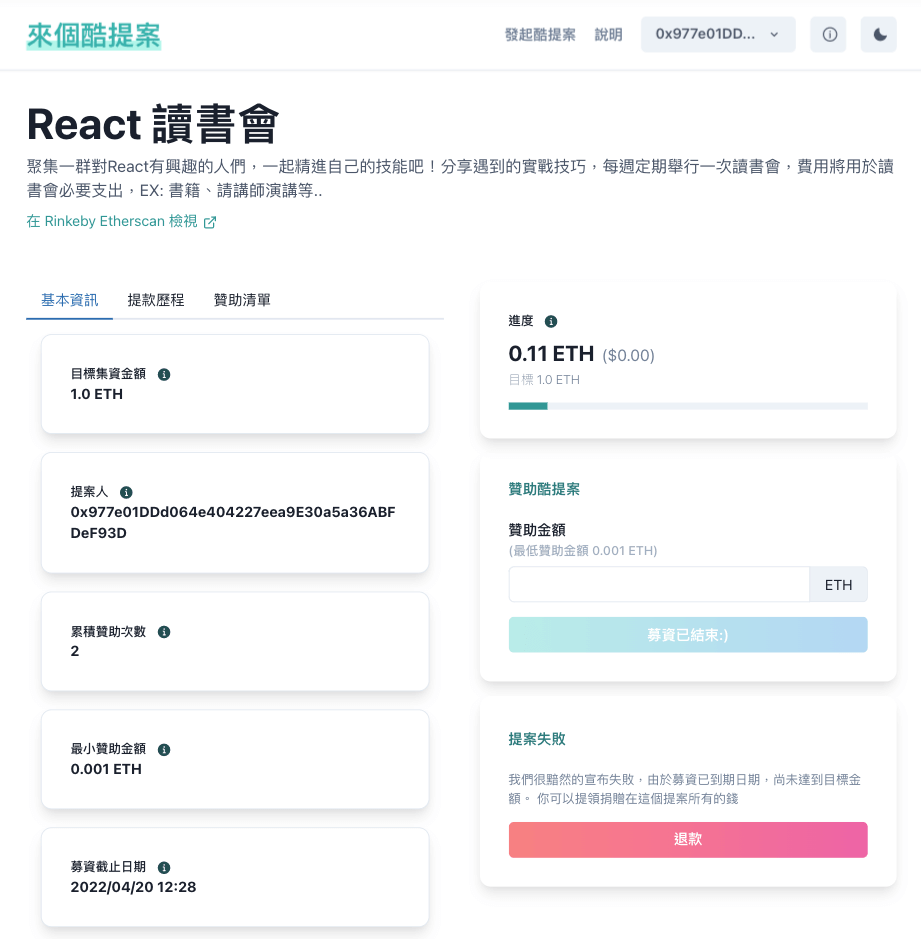 來個酷提案
發起酷提案 說明 0x977e01DD...
React 讀書會
聚集一群對React有興趣的人們，一起精進自己的技能吧！分享遇到的實戰技巧，每週定期舉行一次讀書會，費用將用於讀
書會必要支出，EX: 書籍、請講師演講等..
在 Rinkeby Etherscan 檢視
基本資訊 提款歷程 贊助清單
目標集資金額
1.0 ETH
提案人
0x977e01DDd064e404227eea9E30a5a36ABF
DeF93D
累積贊助次數
2
最小贊助金額
0.001 ETH
募資截止日期
2022/04/20 12:28
進度
0.11 ETH ($0.00)
目標 1.0 ETH
贊助酷提案
贊助金額
(最低贊助金額 0.001 ETH)
ETH
募資已結束:)
提案失敗
我們很黯然的宣布失敗，由於募資已到期日期，尚未達到目標金
額。 你可以提領捐贈在這個提案所有的錢
退款